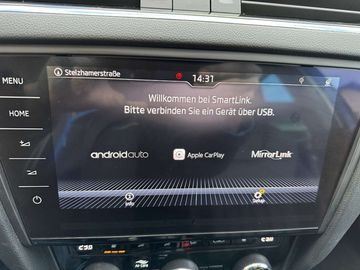 Stelzhamerstraße
14:31
MENU
Willkommen bei SmartLink.
Bitte verbinden Sie ein Gerät über USB.
HOME
androidauto
Apple CarPlay
MirrorLink
Info
Setup